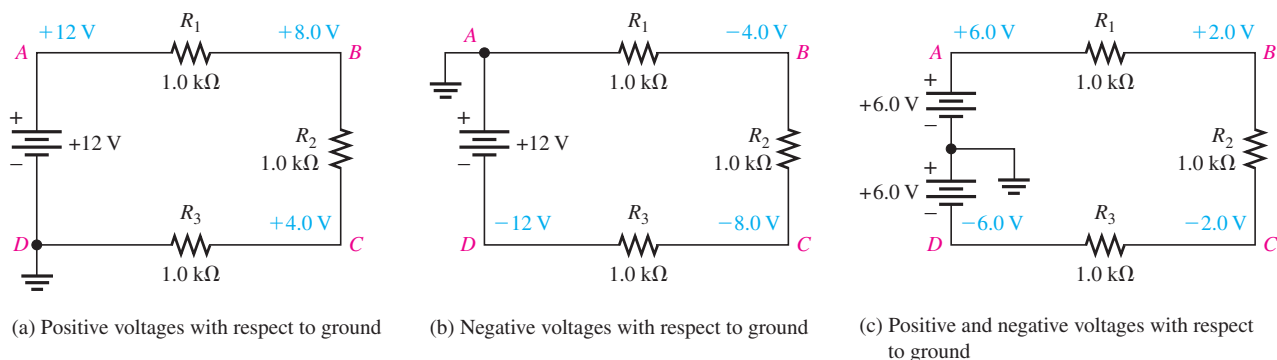 +12 V
R1
+8.0 V
A
B
1.0 kΩ
+
+12 V
−
R2
1.0 kΩ
R3
+4.0 V
D
C
1.0 kΩ
(a) Positive voltages with respect to ground
A
R1
−4.0 V
B
1.0 kΩ
+
+12 V
−
R2
1.0 kΩ
−12 V
R3
−8.0 V
D
C
1.0 kΩ
(b) Negative voltages with respect to ground
+6.0 V
R1
+2.0 V
A
B
1.0 kΩ
+
+6.0 V
−
R2
1.0 kΩ
+
+6.0 V
−
−6.0 V
R3
−2.0 V
D
C
1.0 kΩ
(c) Positive and negative voltages with respect
to ground